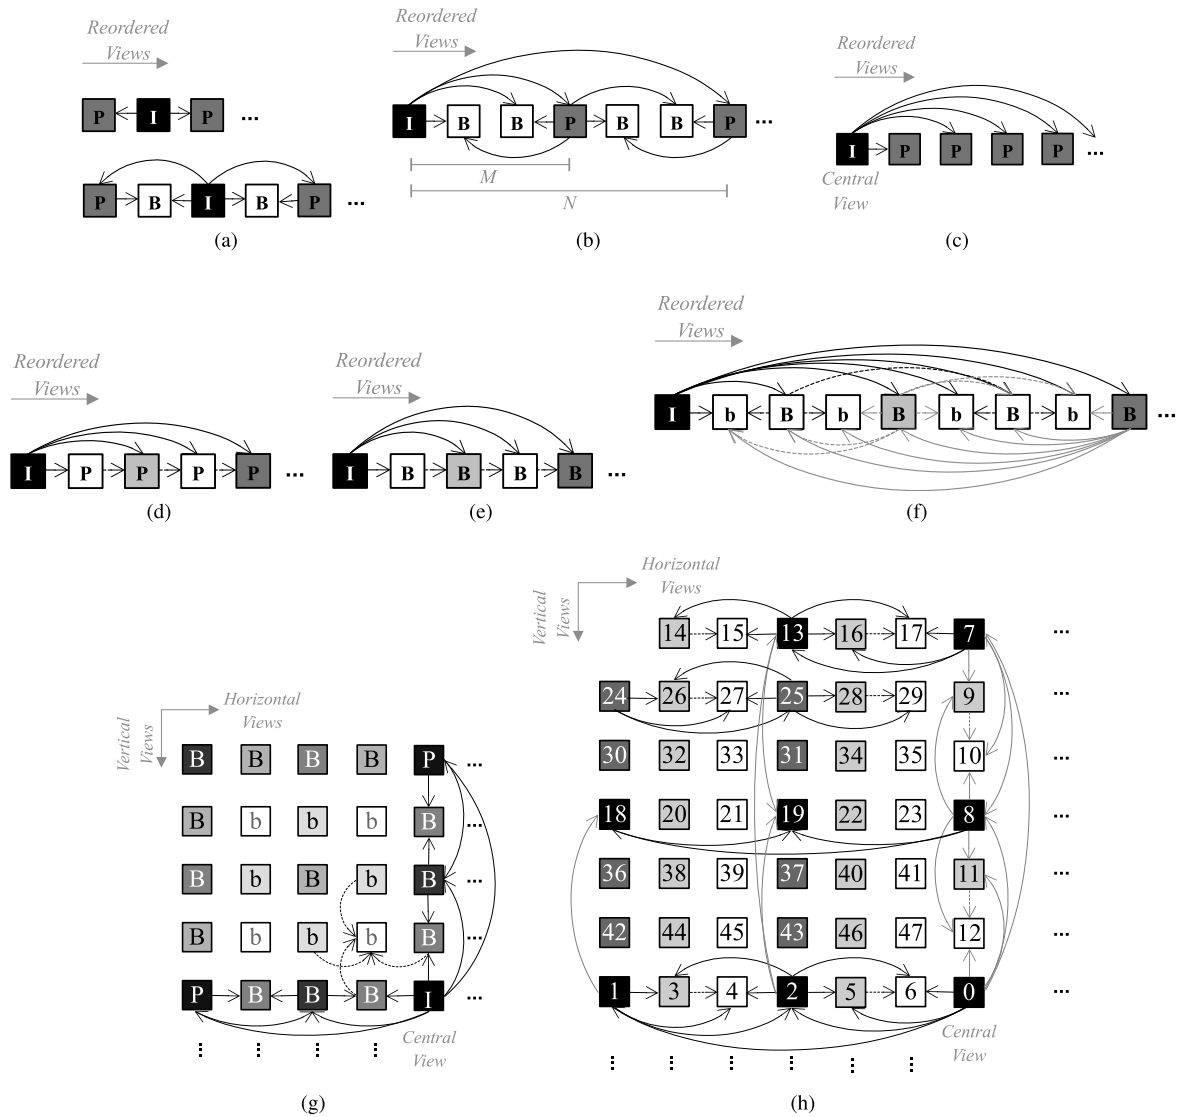 Reordered
Views
P I P ...
P B I B P ...
(a)
Reordered
Views
I B B P B B P ...
M
N
(b)
Reordered
Views
I P P P P ...
Central
View
(c)
Reordered
Views
I P P P P ...
(d)
Reordered
Views
I B B B B ...
(e)
Reordered
Views
I b B b B b B b B ...
(f)
Horizontal
Views
Vertical
Views
B B B B P ...
B b b b B ...
B b B b B ...
B b b b B ...
P B B B I ...
Central
View
(g)
Horizontal
Views
Vertical
Views
14 15 13 16 17 7 ...
24 26 27 25 28 29 9 ...
30 32 33 31 34 35 10 ...
18 20 21 19 22 23 8 ...
36 38 39 37 40 41 11 ...
42 44 45 43 46 47 12 ...
1 3 4 2 5 6 0 ...
Central
View
(h)